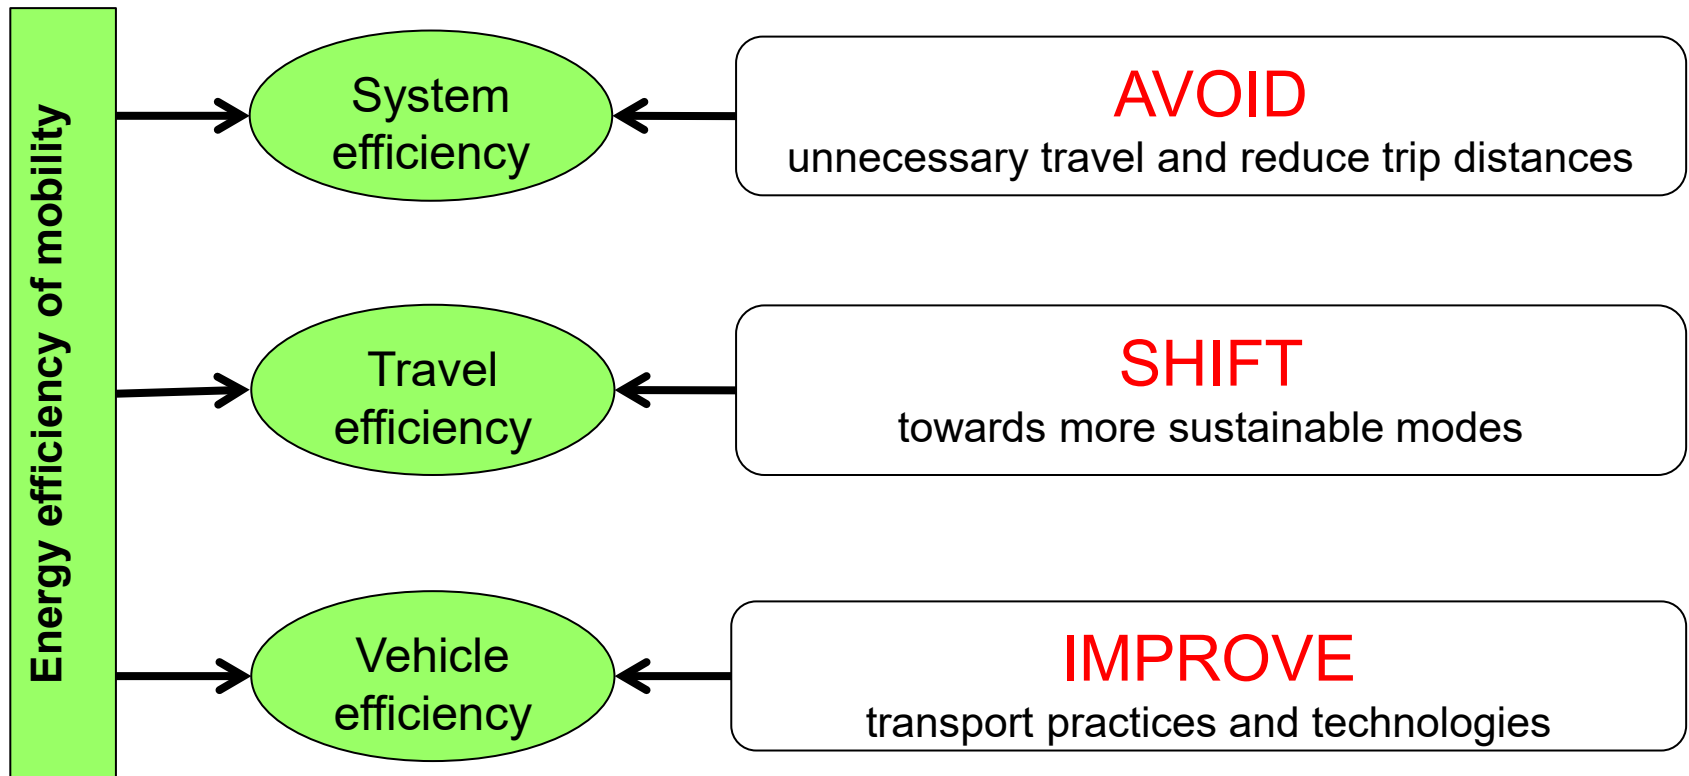 Energy efficiency of mobility
System
efficiency
AVOID
unnecessary travel and reduce trip distances
Travel
efficiency
SHIFT
towards more sustainable modes
Vehicle
efficiency
IMPROVE
transport practices and technologies